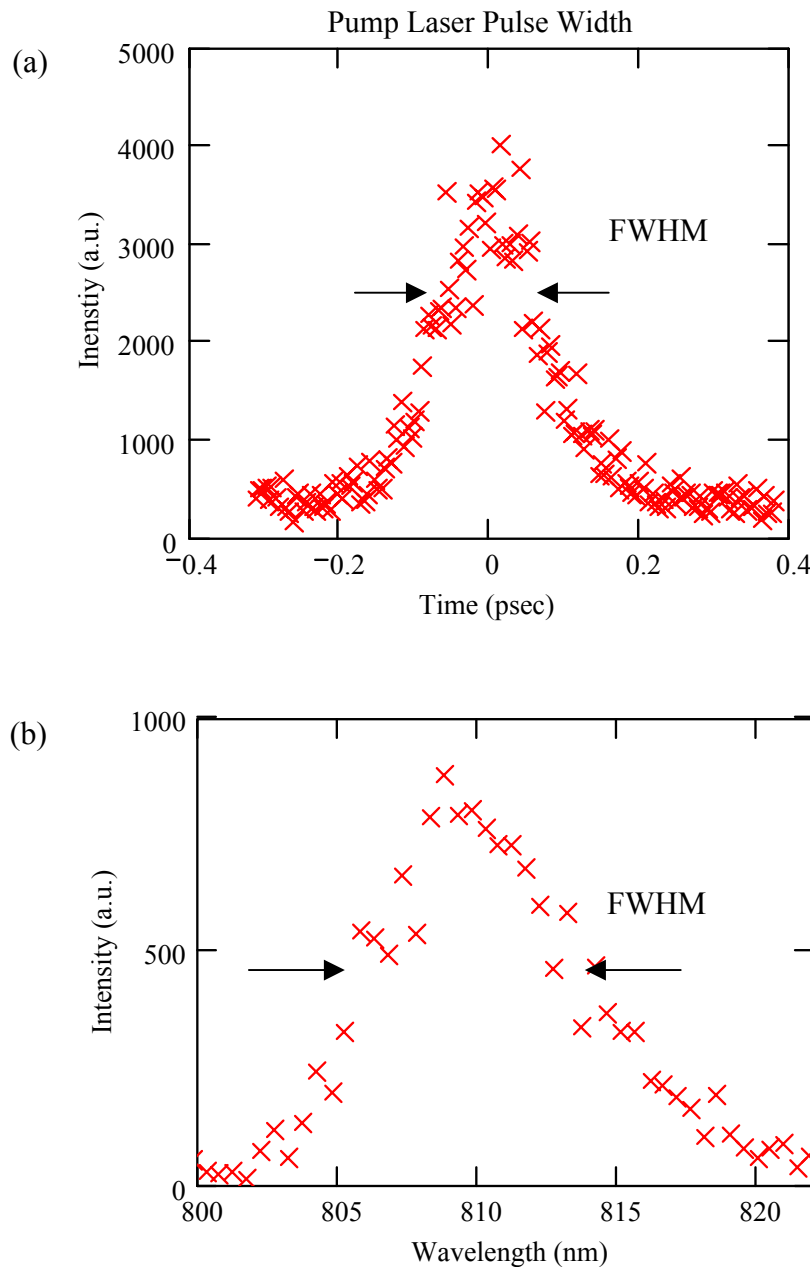 Pump Laser Pulse Width
(a)
5000
4000
3000
2000
1000
0
Inenstiy (a.u.)
FWHM
−0.4
−0.2
0
0.2
0.4
Time (psec)
(b)
1000
500
0
Intensity (a.u.)
FWHM
800
805
810
815
820
Wavelength (nm)